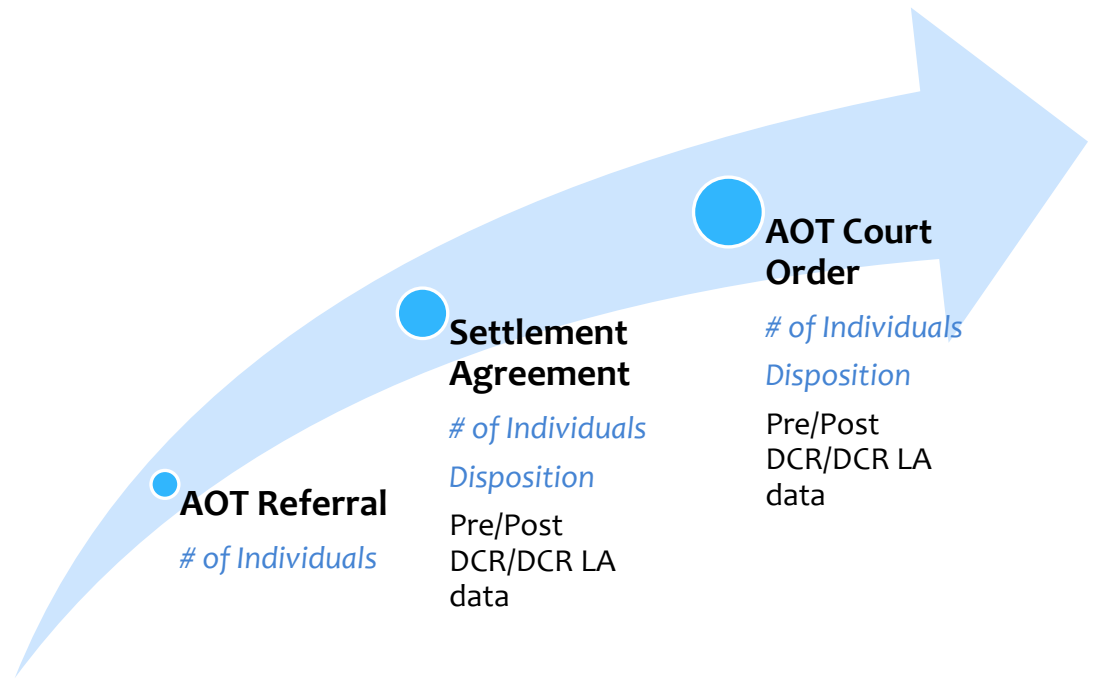 AOT Referral
# of Individuals
Settlement
Agreement
# of Individuals
Disposition
Pre/Post
DCR/DCR LA
data
AOT Court
Order
# of Individuals
Disposition
Pre/Post
DCR/DCR LA
data